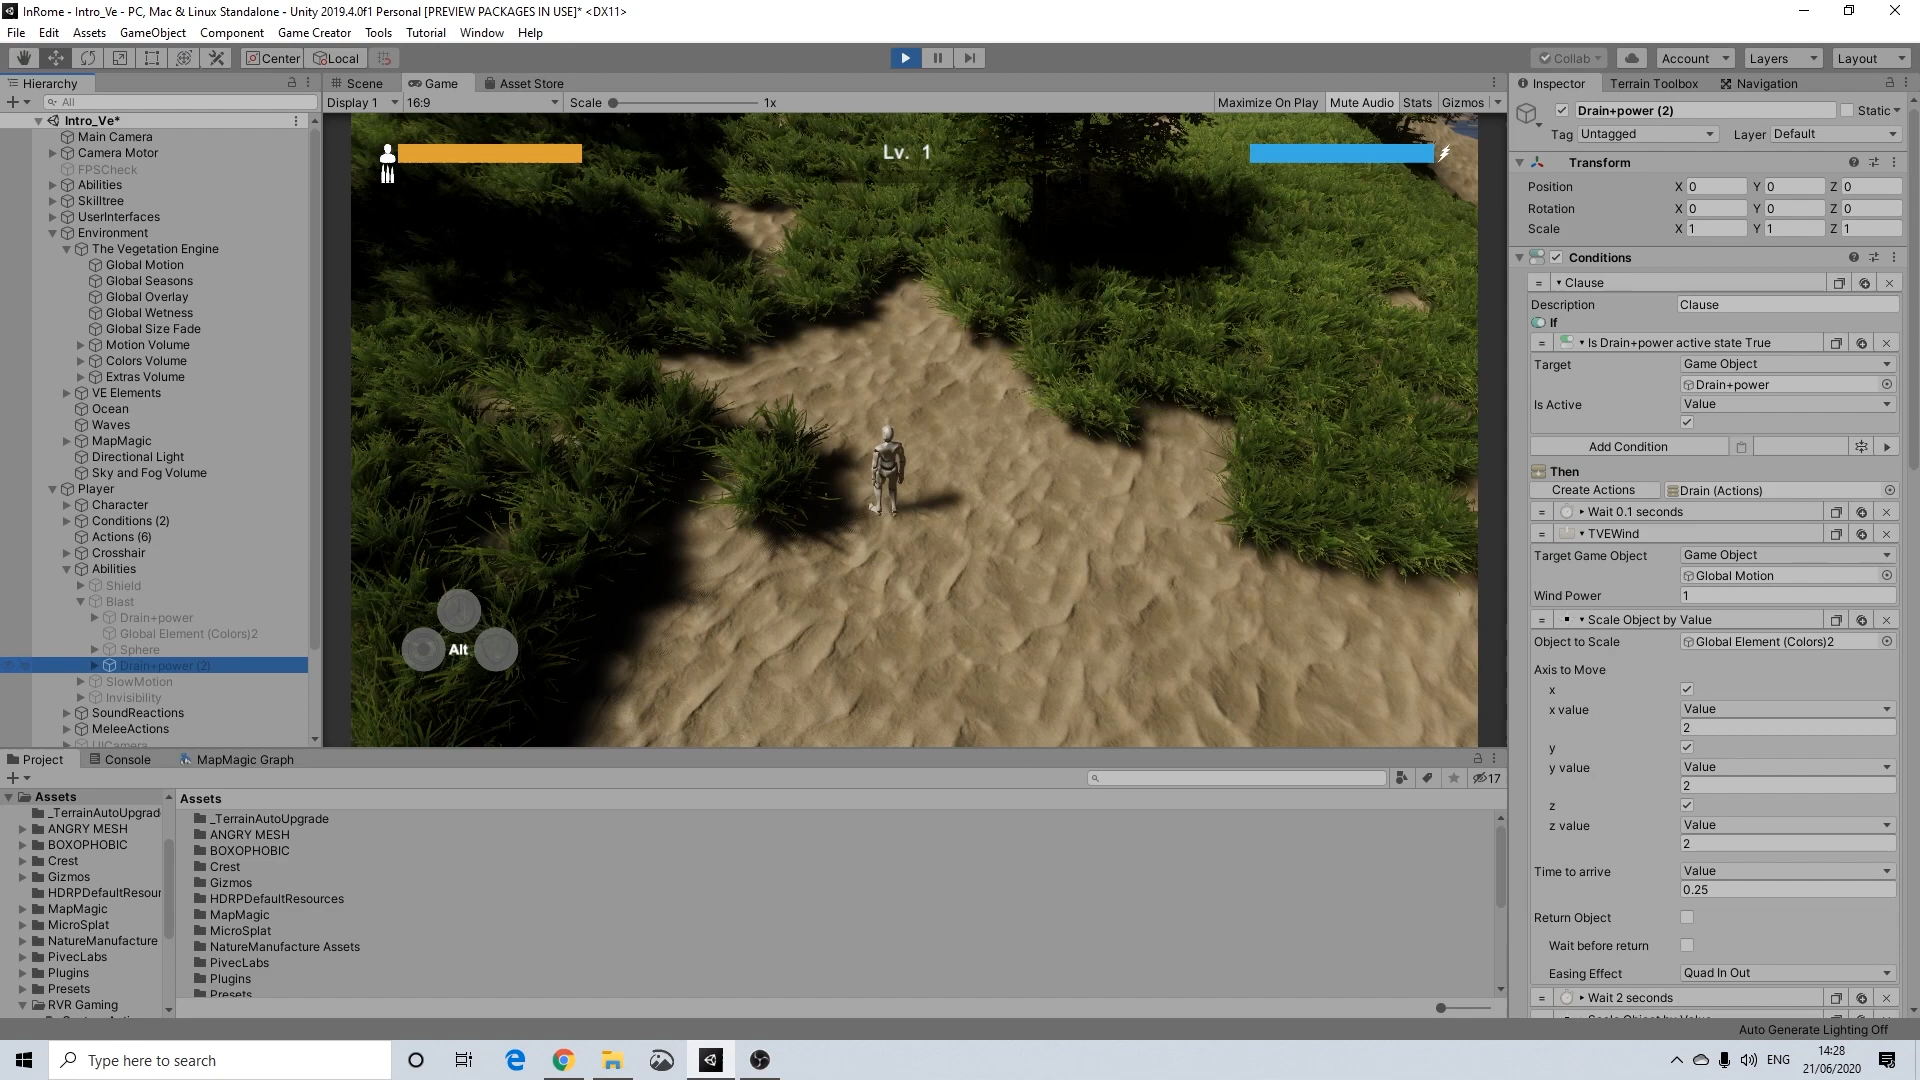 InRome - Intro_Ve - PC, Mac & Linux Standalone - Unity 2019.4.0f1 Personal [PREVIEW PACKAGES IN USE]* <DX11>
File Edit Assets GameObject Component Game Creator Tools Tutorial Window Help
Center Local Collab Account Layers Layout
Hierarchy
All
Intro_Ve*
Main Camera
Camera Motor
FPSCheck
Abilities
Skilltree
UserInterfaces
Environment
The Vegetation Engine
Global Motion
Global Seasons
Global Overlay
Global Wetness
Global Size Fade
Motion Volume
Colors Volume
Extras Volume
VE Elements
Ocean
Waves
MapMagic
Directional Light
Sky and Fog Volume
Player
Character
Conditions (2)
Actions (6)
Crosshair
Abilities
Shield
Blast
Drain+power
Global Element (Colors)2
Sphere
Drain+power (2)
SlowMotion
Invisibility
SoundReactions
MeleeActions
UICamera
Scene Game Asset Store
Display 1 16:9 Scale 1x Maximize On Play Mute Audio Stats Gizmos
Lv. 1
Alt
Inspector Terrain Toolbox Navigation
Drain+power (2) Static
Tag Untagged Layer Default
Transform
Position X 0 Y 0 Z 0
Rotation X 0 Y 0 Z 0
Scale X 1 Y 1 Z 1
Conditions
= Clause
Description Clause
If
= Is Drain+power active state True
Target Game Object
Drain+power
Is Active Value
Add Condition
Then
Create Actions Drain (Actions)
= Wait 0.1 seconds
= TVEWind
Target Game Object Game Object
Global Motion
Wind Power 1
= Scale Object by Value
Object to Scale Global Element (Colors)2
Axis to Move
x
x value Value
2
y
y value Value
2
z
z value Value
2
Time to arrive Value
0.25
Return Object
Wait before return
Easing Effect Quad In Out
= Wait 2 seconds
Scale Object by Value
Project Console MapMagic Graph
17
Assets
_TerrainAutoUpgrad
ANGRY MESH
BOXOPHOBIC
Crest
Gizmos
HDRPDefaultResour
MapMagic
MicroSplat
NatureManufacture
PivecLabs
Plugins
Presets
RVR Gaming
Assets
_TerrainAutoUpgrade
ANGRY MESH
BOXOPHOBIC
Crest
Gizmos
HDRPDefaultResources
MapMagic
MicroSplat
NatureManufacture Assets
PivecLabs
Plugins
Presets
Auto Generate Lighting Off
Type here to search
ENG
14:28
21/06/2020